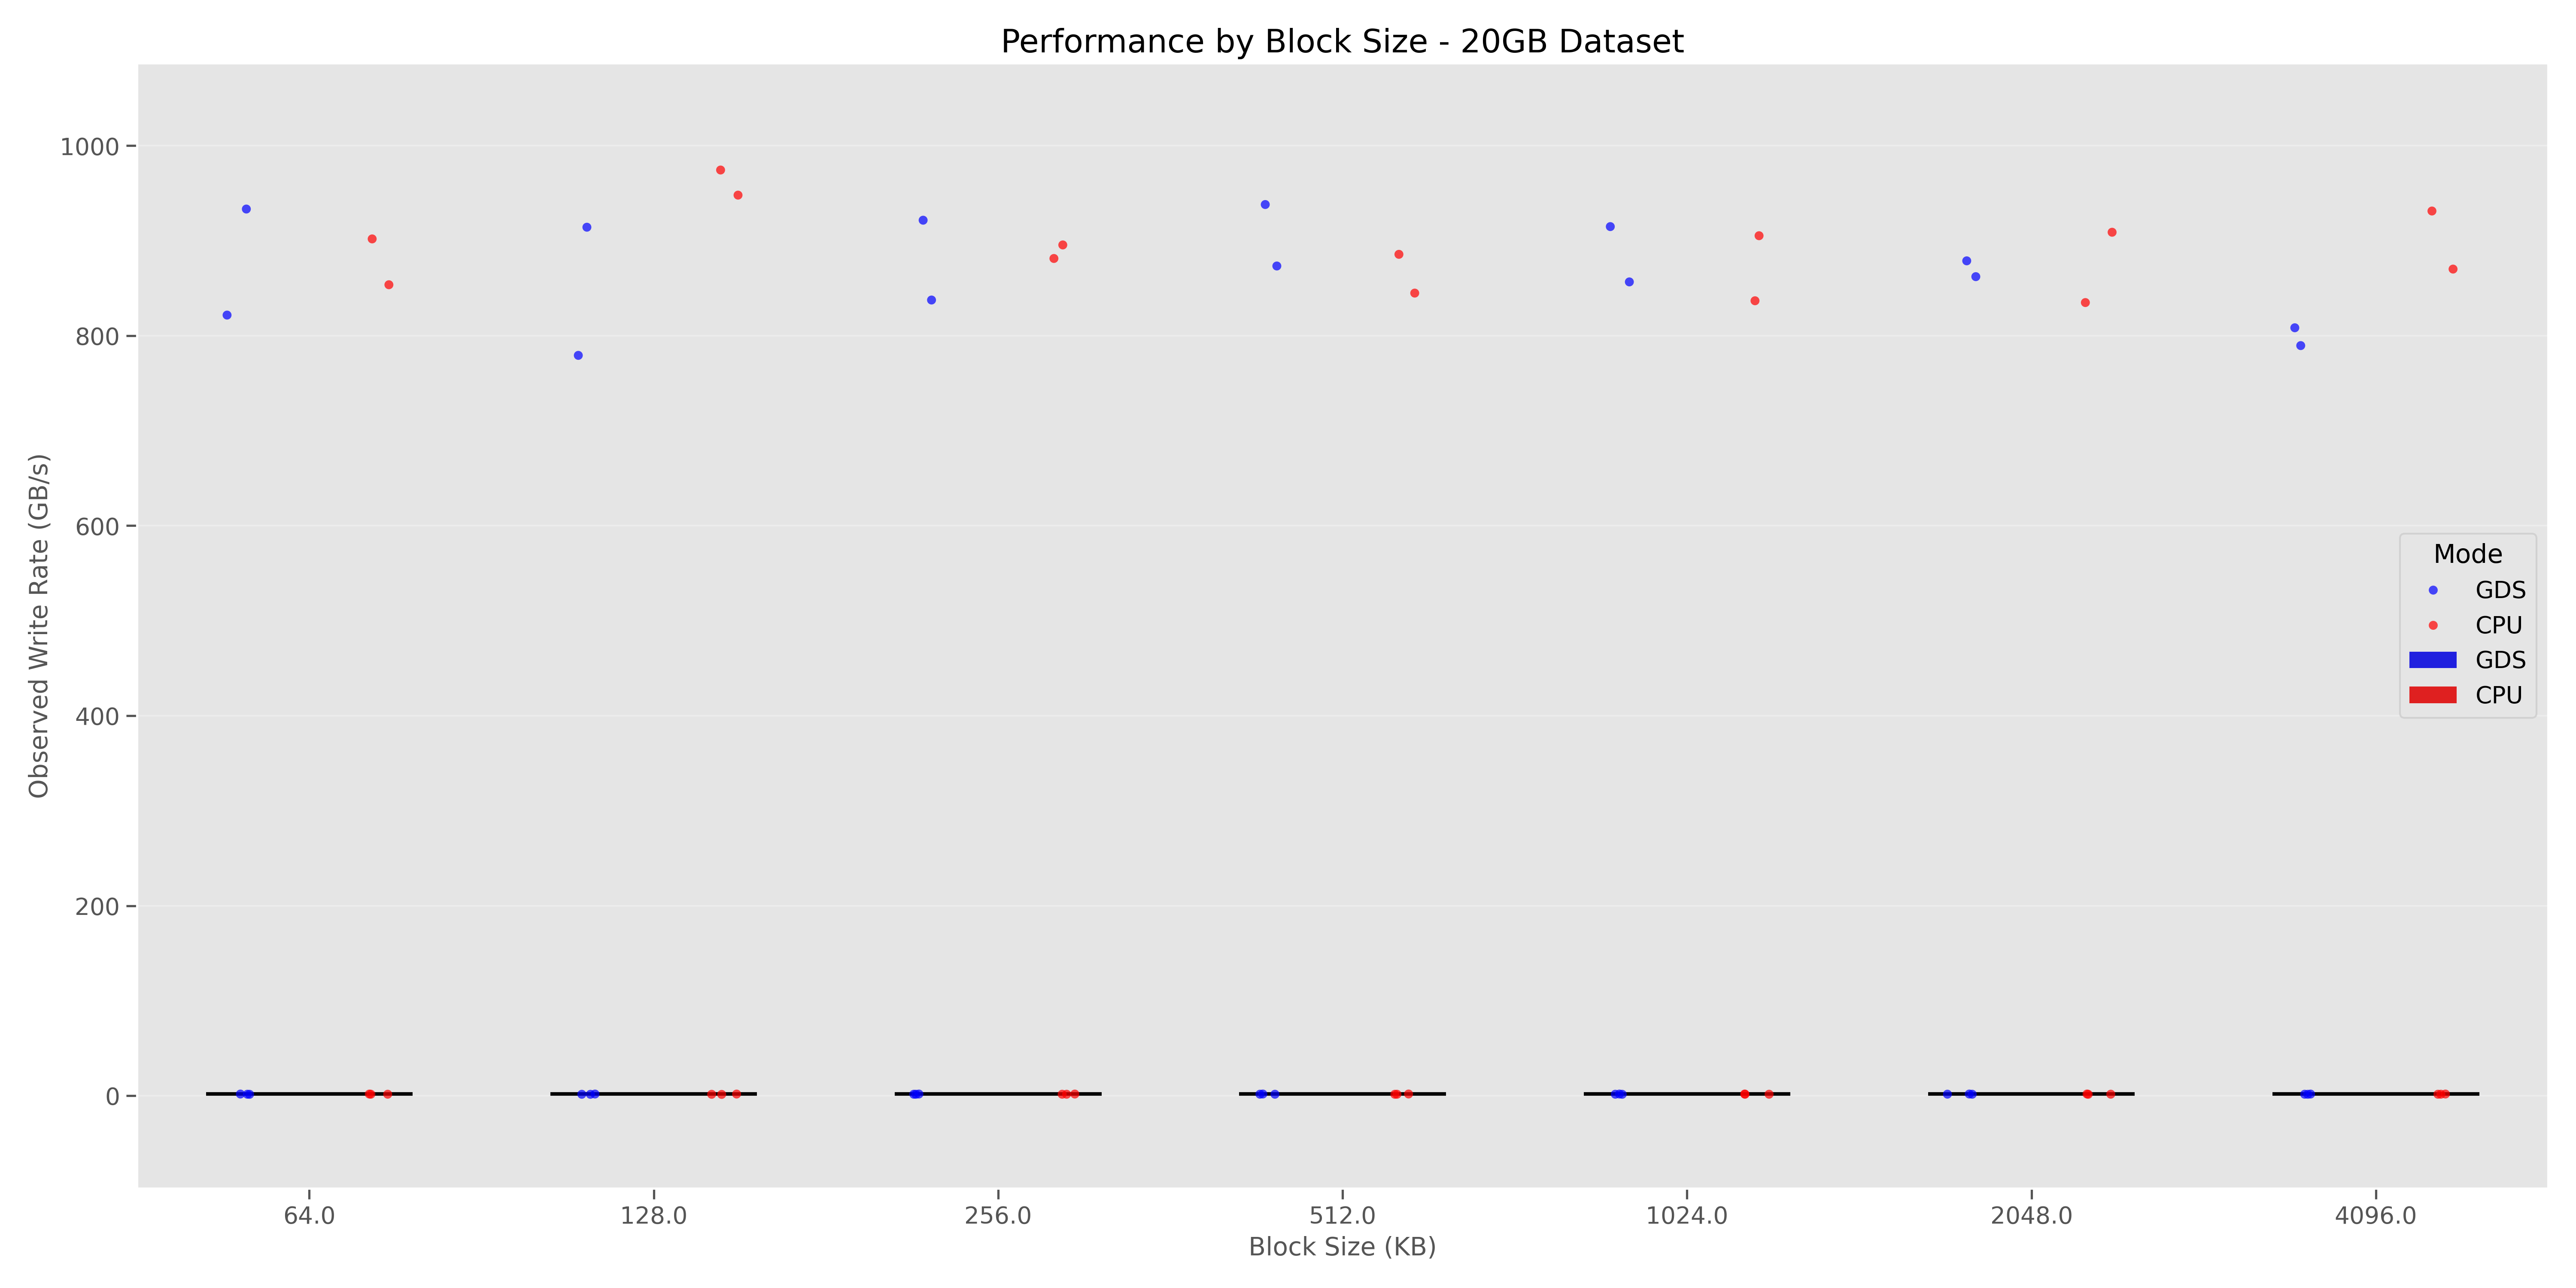 Performance by Block Size - 20GB Dataset
Observed Write Rate (GB/s)
1000
800
600
400
200
0
Mode
GDS
CPU
GDS
CPU
64.0 128.0 256.0 512.0 1024.0 2048.0 4096.0
Block Size (KB)